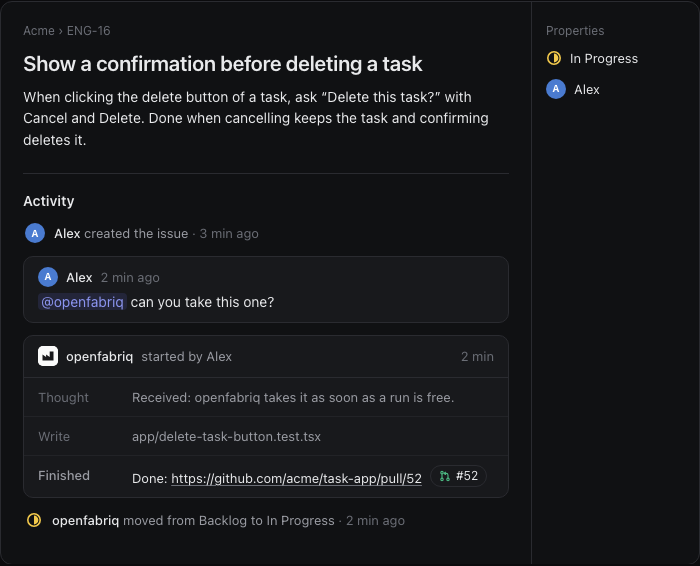 Acme › ENG-16
Show a confirmation before deleting a task
When clicking the delete button of a task, ask “Delete this task?” with
Cancel and Delete. Done when cancelling keeps the task and confirming
deletes it.
Activity
A Alex created the issue · 3 min ago
A Alex 2 min ago
@openfabriq can you take this one?
openfabriq started by Alex 2 min
Thought Received: openfabriq takes it as soon as a run is free.
Write app/delete-task-button.test.tsx
Finished Done: https://github.com/acme/task-app/pull/52 #52
openfabriq moved from Backlog to In Progress · 2 min ago
Properties
In Progress
A Alex